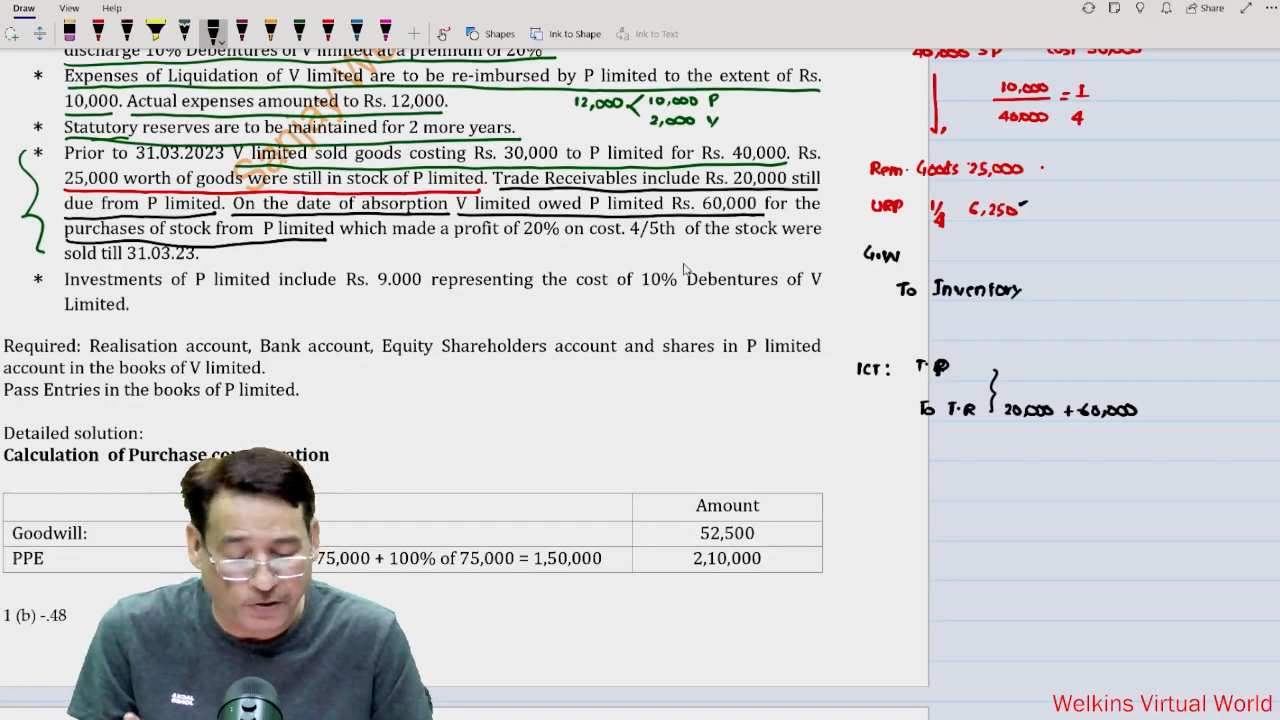 Draw View Help
Share
Shapes Ink to Shape Ink to Text
discharge 10% Debentures of V limited at a premium of 20%
* Expenses of Liquidation of V limited are to be re-imbursed by P limited to the extent of Rs.
10,000. Actual expenses amounted to Rs. 12,000.
12,000 < 10,000 P
2,000 V
* Statutory reserves are to be maintained for 2 more years.
* Prior to 31.03.2023 V limited sold goods costing Rs. 30,000 to P limited for Rs. 40,000. Rs.
25,000 worth of goods were still in stock of P limited. Trade Receivables include Rs. 20,000 still
due from P limited. On the date of absorption V limited owed P limited Rs. 60,000 for the
purchases of stock from P limited which made a profit of 20% on cost. 4/5th of the stock were
sold till 31.03.23.
* Investments of P limited include Rs. 9.000 representing the cost of 10% Debentures of V
Limited.
Required: Realisation account, Bank account, Equity Shareholders account and shares in P limited
account in the books of V limited.
Pass Entries in the books of P limited.
Detailed solution:
Calculation of Purchase
Amount
Goodwill: 52,500
PPE 75,000 + 100% of 75,000 = 1,50,000 2,10,000
1 (b) -.48
40,000 SP Cost 30,000
10,000 = 1
40,000 4
Rem. Goods 25,000
URP 1/4 6,250
G.W
To Inventory
ICT: T.P
To T.R } 20,000 + 60,000
Sanjay
Welkins Virtual World